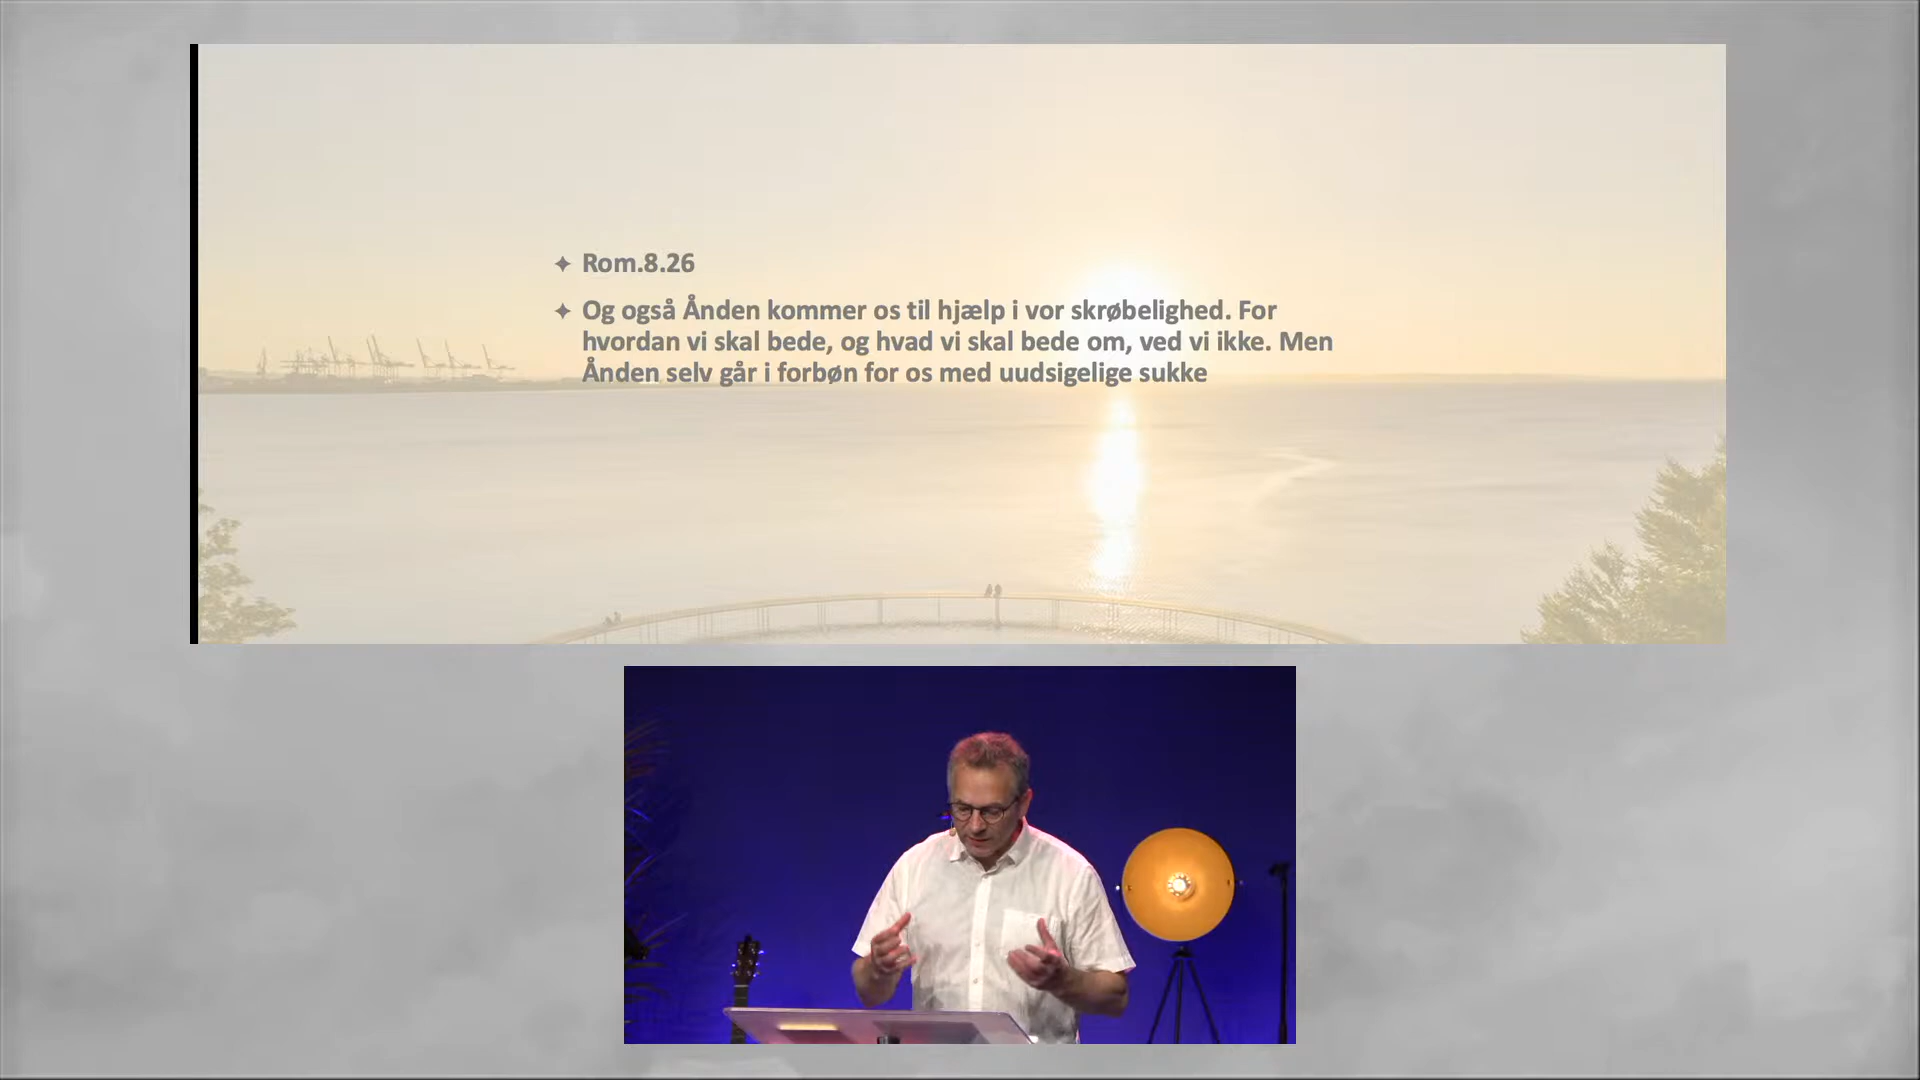 Rom.8.26
Og også Ånden kommer os til hjælp i vor skrøbelighed. For
hvordan vi skal bede, og hvad vi skal bede om, ved vi ikke. Men
Ånden selv går i forbøn for os med uudsigelige sukke